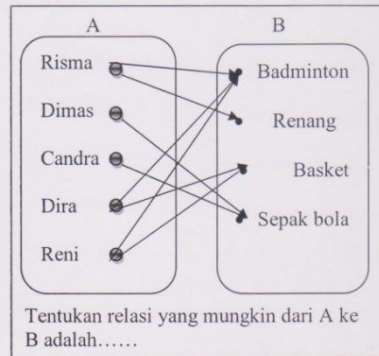 A B
Risma Badminton
Dimas Renang
Candra Basket
Dira Sepak bola
Reni
Tentukan relasi yang mungkin dari A ke
B adalah......